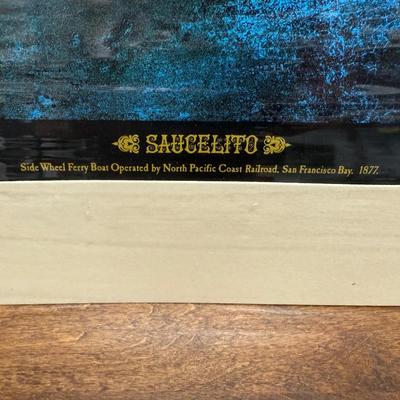 SAUCELITO
Side Wheel Ferry Boat Operated by North Pacific Coast Railroad, San Francisco Bay, 1877.